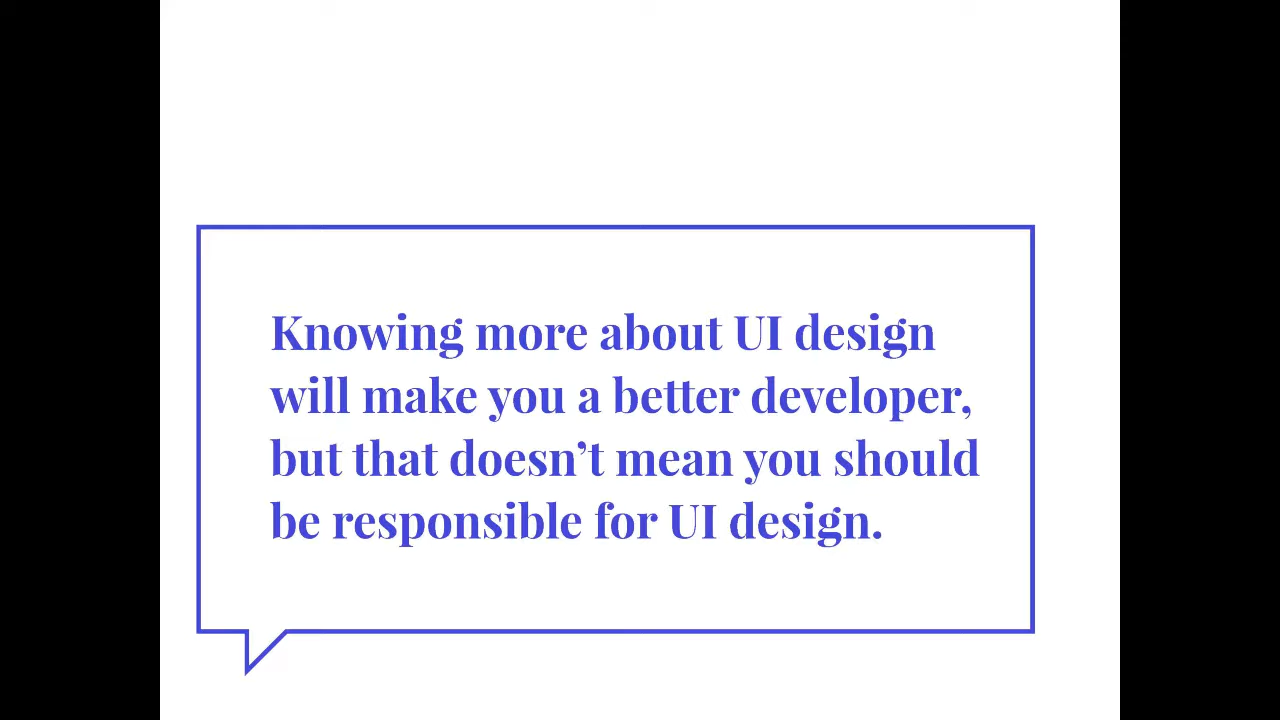 Knowing more about UI design
will make you a better developer,
but that doesn’t mean you should
be responsible for UI design.